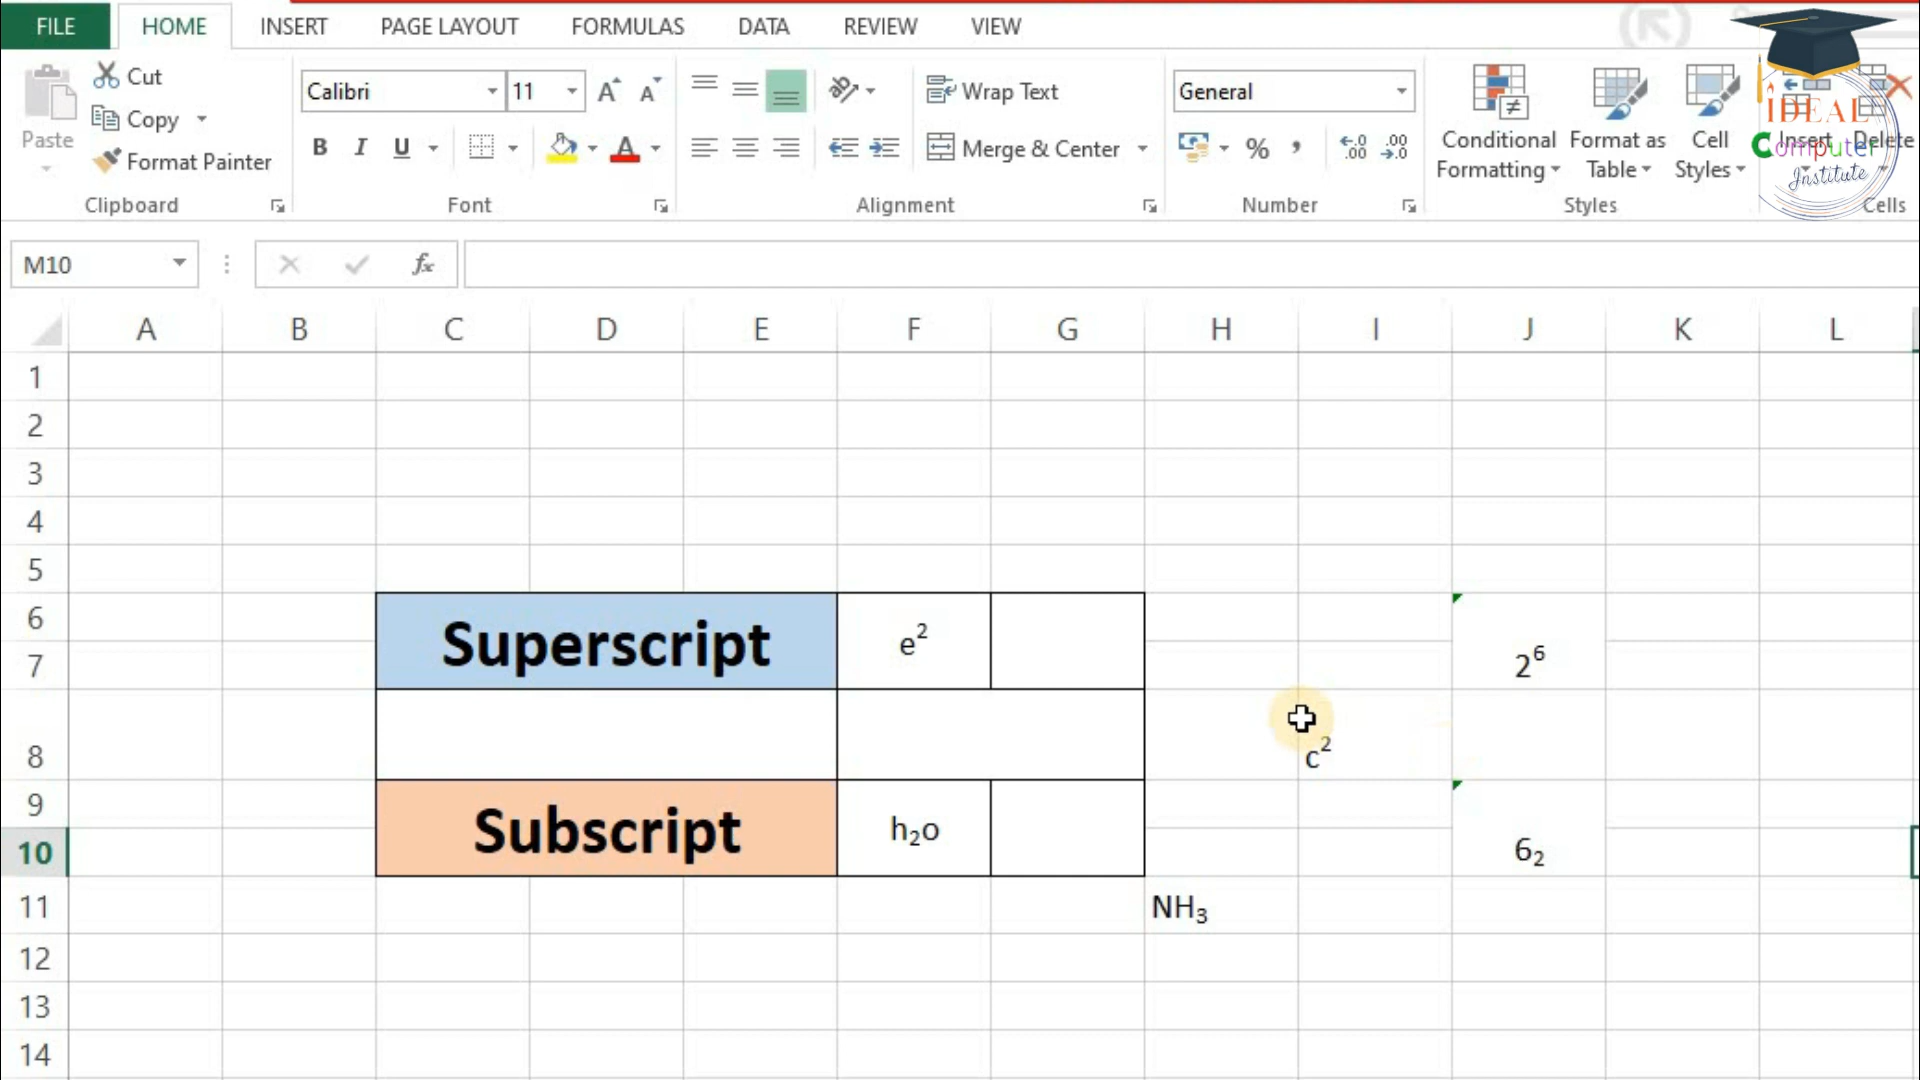 FILE HOME INSERT PAGE LAYOUT FORMULAS DATA REVIEW VIEW
Cut
Copy
Format Painter
Paste
Clipboard
Calibri 11
B I U
Font
Wrap Text
Merge & Center
Alignment
General
% ,
Number
Conditional Formatting
Format as Table
Cell Styles
Styles
Insert Delete
Cells
IDEAL
Computer
Institute
M10 fx
A B C D E F G H I J K L
1
2
3
4
5
6
7
8
9
10
11
12
13
14
Superscript e² 2⁶
c²
Subscript h₂o 6₂
NH₃